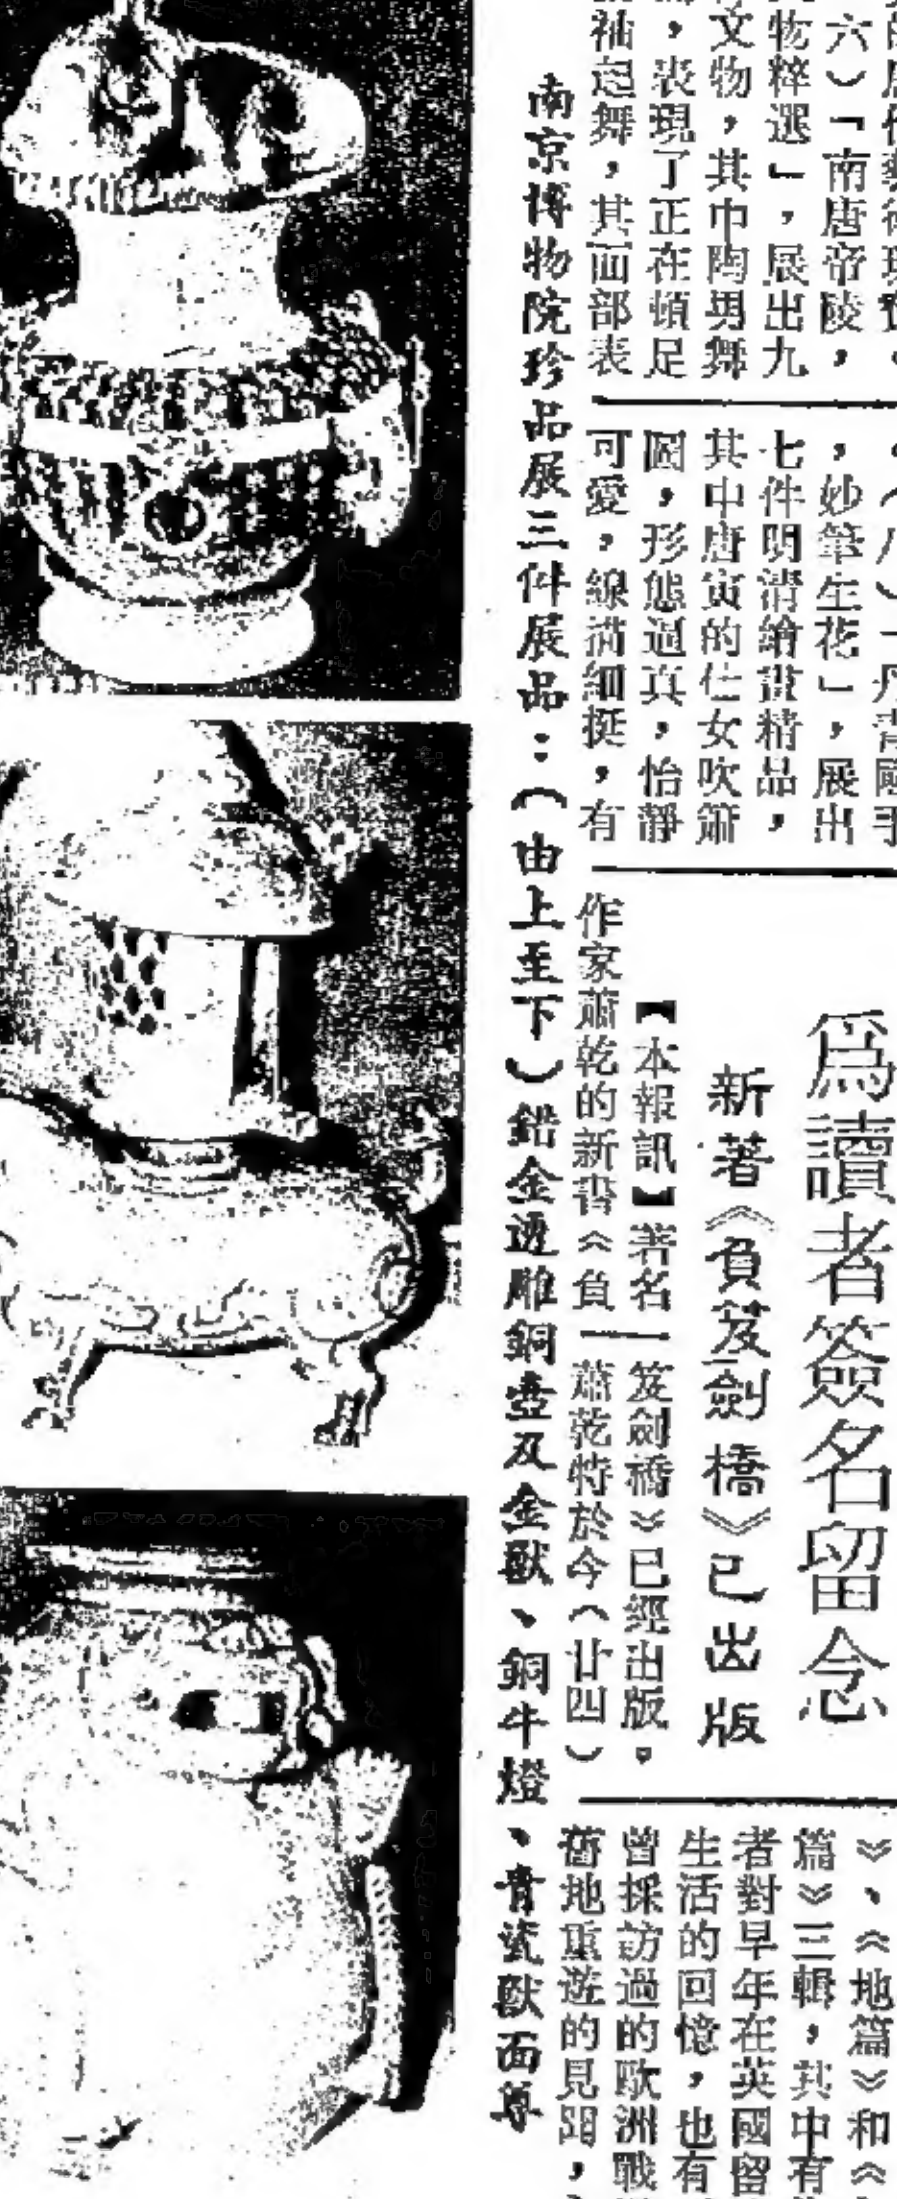 六）「南唐帝陵，
物粹選」，展出九
文物，其中陶男舞
，表現了正在頓足
袖起舞，其面部表
（八）「丹青國手
，妙筆生花」，展出
七件明清繪畫精品，
其中唐寅的仕女吹簫
圖，形態逼真，怡靜
可愛，線描細挺，有
為讀者簽名留念
新著《負笈劍橋》已出版
【本報訊】著名
作家蕭乾的新書《負
笈劍橋》已經出版。
蕭乾特於今（廿四）
》、《地篇》和《
篇》三輯，其中有
者對早年在英國留
生活的回憶，也有
曾採訪過的歐洲戰
舊地重遊的見聞，
南京博物院珍品展三件展品：（由上至下）錯金透雕銅壺及金獸、銅牛燈、青瓷獸面尊